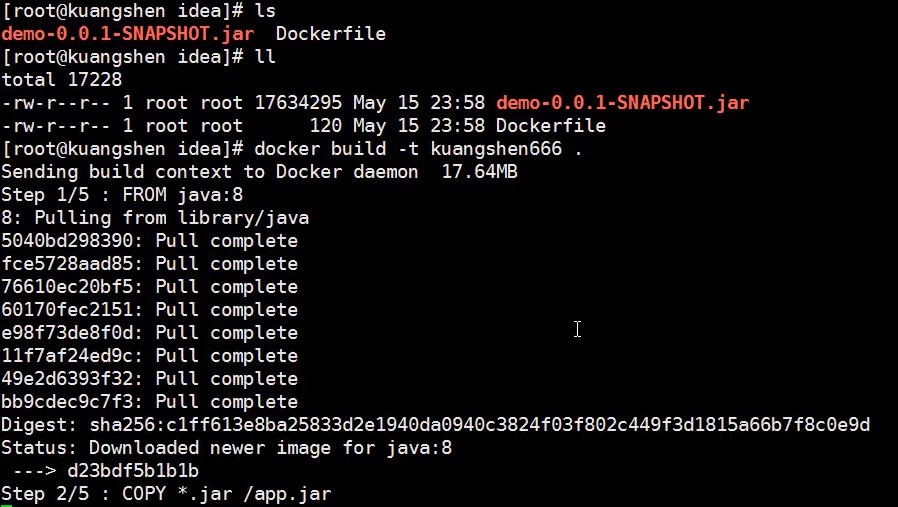 [root@kuangshen idea]# ls
demo-0.0.1-SNAPSHOT.jar  Dockerfile
[root@kuangshen idea]# ll
total 17228
-rw-r--r-- 1 root root 17634295 May 15 23:58 demo-0.0.1-SNAPSHOT.jar
-rw-r--r-- 1 root root      120 May 15 23:58 Dockerfile
[root@kuangshen idea]# docker build -t kuangshen666 .
Sending build context to Docker daemon  17.64MB
Step 1/5 : FROM java:8
8: Pulling from library/java
5040bd298390: Pull complete
fce5728aad85: Pull complete
76610ec20bf5: Pull complete
60170fec2151: Pull complete
e98f73de8f0d: Pull complete
11f7af24ed9c: Pull complete
49e2d6393f32: Pull complete
bb9cdec9c7f3: Pull complete
Digest: sha256:c1ff613e8ba25833d2e1940da0940c3824f03f802c449f3d1815a66b7f8c0e9d
Status: Downloaded newer image for java:8
 ---> d23bdf5b1b1b
Step 2/5 : COPY *.jar /app.jar